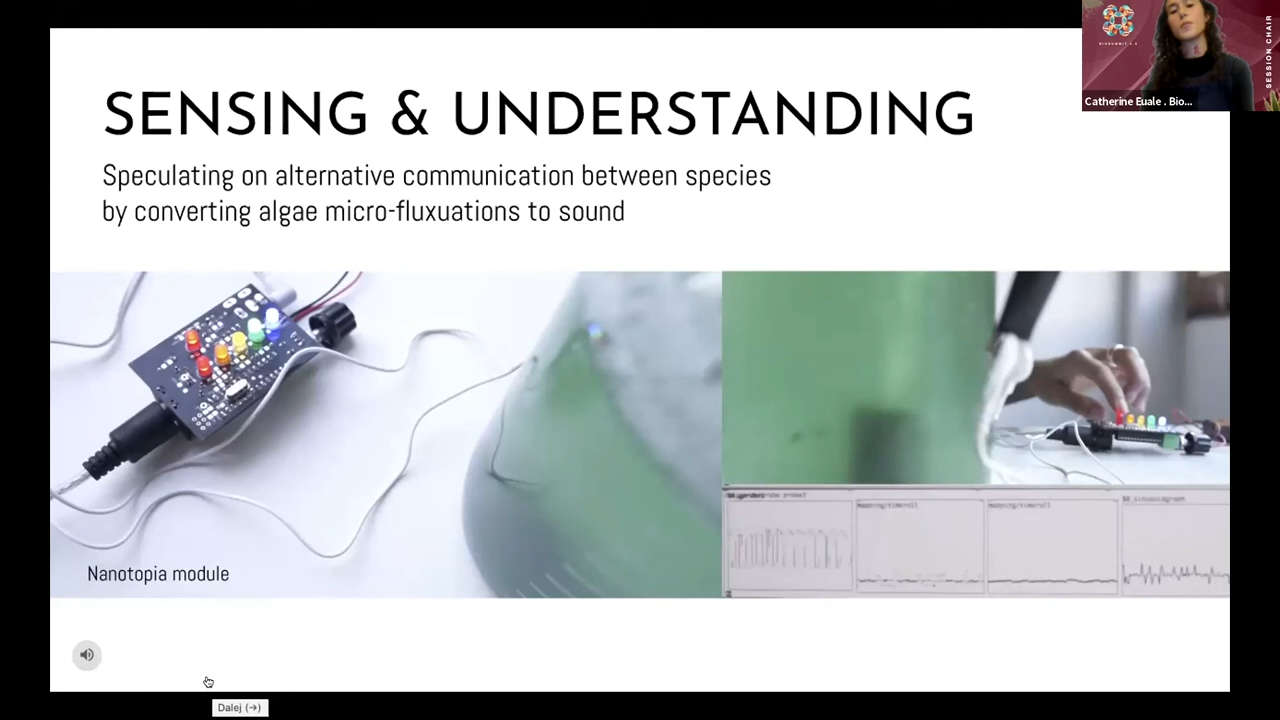 SENSING & UNDERSTANDING
Speculating on alternative communication between species
by converting algae micro-fluxuations to sound
Nanotopia module
Dalej (→)
Catherine Euale . Bio...
SESSION CHAIR